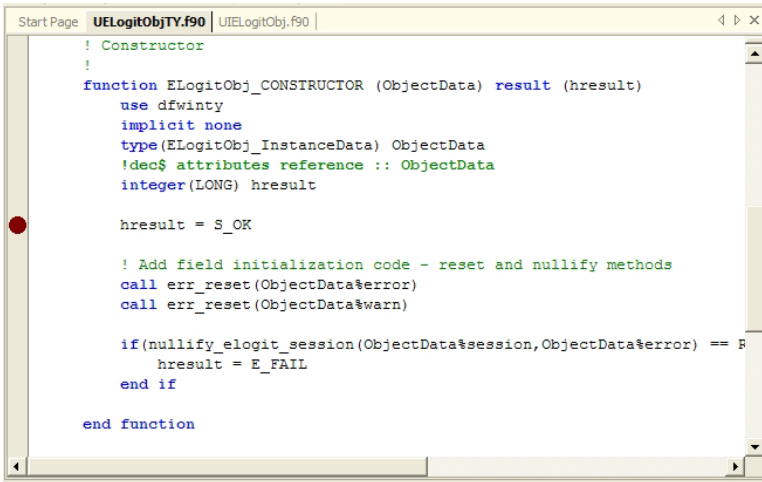 Start Page UELogitObjTY.f90 UIELogitObj.f90
! Constructor
!
function ELogitObj_CONSTRUCTOR (ObjectData) result (hresult)
use dfwinty
implicit none
type(ELogitObj_InstanceData) ObjectData
!dec$ attributes reference :: ObjectData
integer(LONG) hresult
hresult = S_OK
! Add field initialization code - reset and nullify methods
call err_reset(ObjectData%error)
call err_reset(ObjectData%warn)
if(nullify_elogit_session(ObjectData%session,ObjectData%error) == R
hresult = E_FAIL
end if
end function